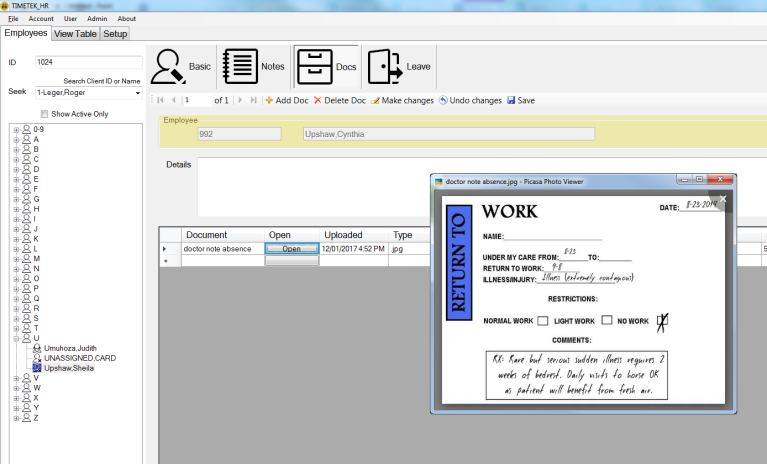 TIMETEK_HR
File Account User Admin About
Employees View Table Setup
ID 1024
Search Client ID or Name
Seek 1-Leger,Roger
Show Active Only
0-9
A
B
C
D
E
F
G
H
I
J
K
L
M
N
O
P
Q
R
S
T
U
Umuhoza,Judith
UNASSIGNED,CARD
Upshaw,Sheila
V
W
X
Y
Z
Basic Notes Docs Leave
1 of 1 Add Doc Delete Doc Make changes Undo changes Save
Employee
992 Upshaw,Cynthia
Details
Document Open Uploaded Type
doctor note absence Open 12/01/2017 4:52 PM jpg
5
doctor note absence.jpg - Picasa Photo Viewer
RETURN TO
WORK
DATE: 8-25-2014
NAME:
UNDER MY CARE FROM: 8-25 TO:
RETURN TO WORK: 9-8
ILLNESS/INJURY: Illness (extremely contagious)
RESTRICTIONS:
NORMAL WORK LIGHT WORK NO WORK X
COMMENTS:
RX: Rare but serious sudden illness requires 2
weeks of bedrest. Daily visits to horse OK
as patient will benefit from fresh air.